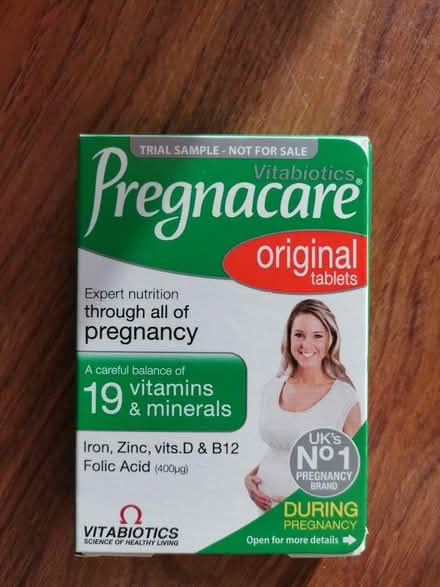 TRIAL SAMPLE - NOT FOR SALE
Vitabiotics
Pregnacare®
original
tablets
Expert nutrition
through all of
pregnancy
A careful balance of
19 vitamins
& minerals
Iron, Zinc, vits.D & B12
Folic Acid (400µg)
UK's
No1
PREGNANCY
BRAND
VITABIOTICS
SCIENCE OF HEALTHY LIVING
DURING
PREGNANCY
Open for more details